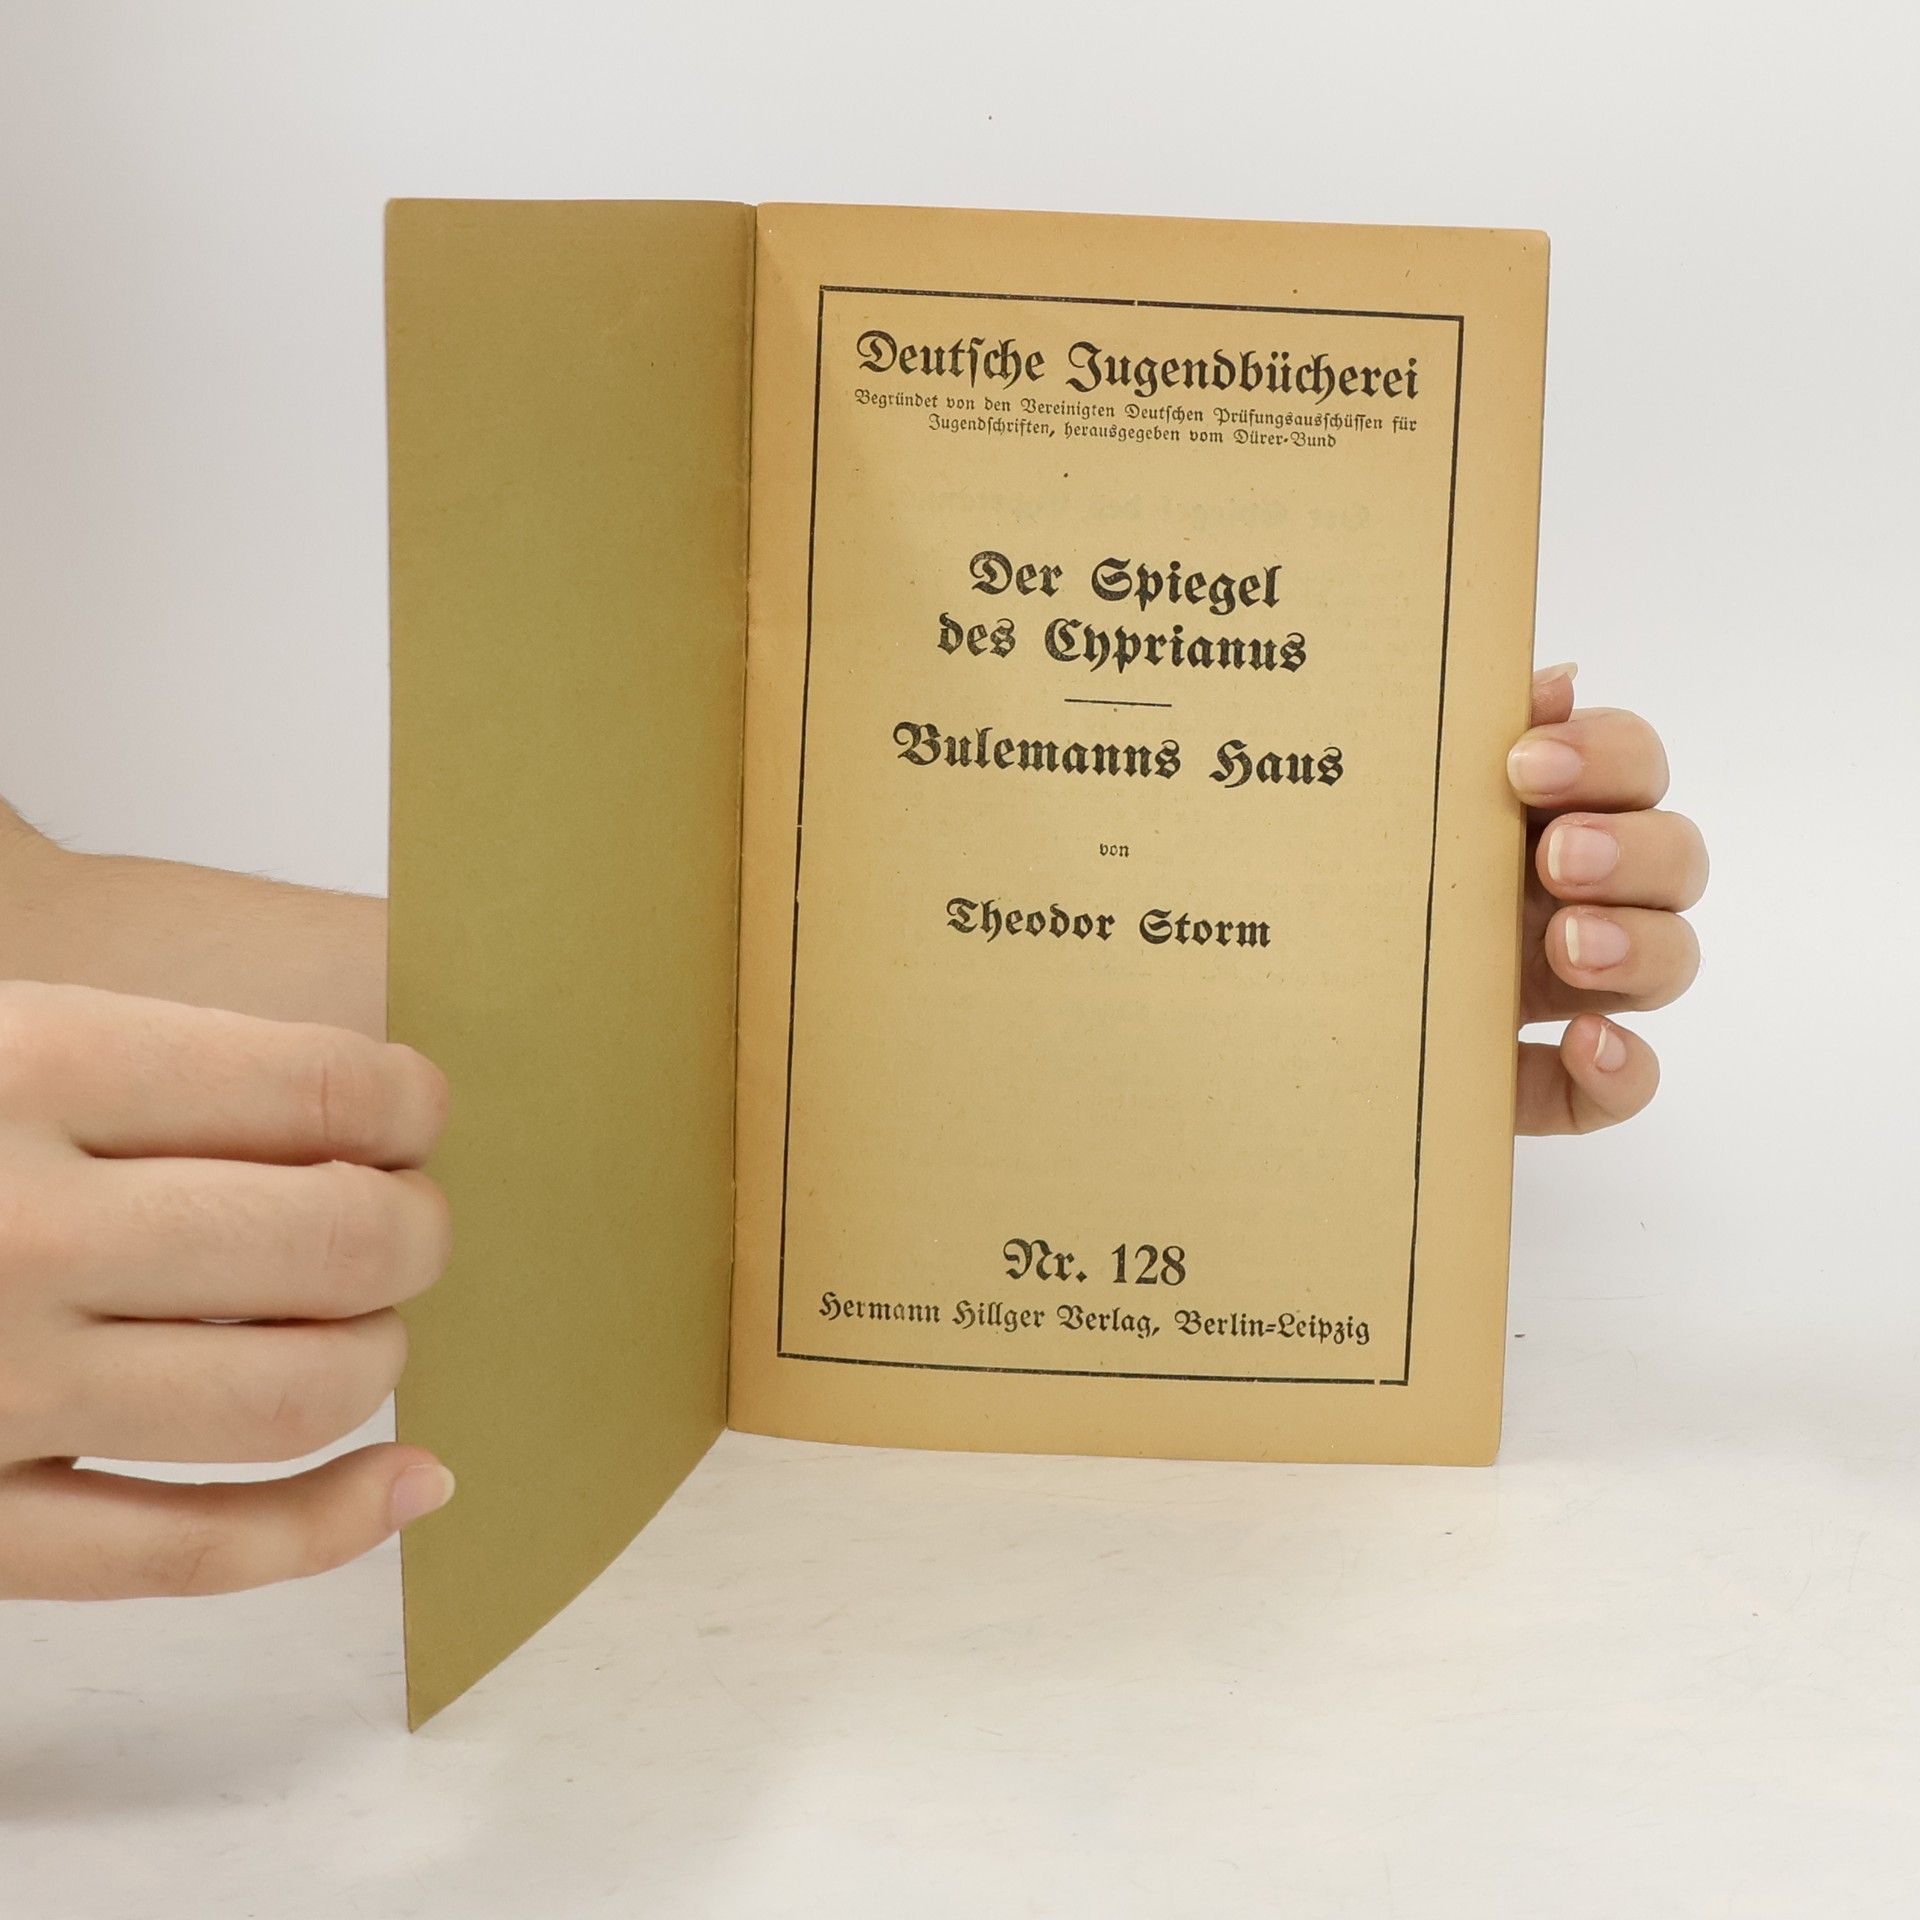 Deutſche Jugendbücherei
Begründet von den Vereinigten Deutſchen Prüfungsausſchüſſen für
Jugendſchriften, herausgegeben vom Dürer-Bund
Der Spiegel
des Cyprianus
Bulemanns Haus
von
Theodor Storm
Nr. 128
Hermann Hillger Verlag, Berlin-Leipzig